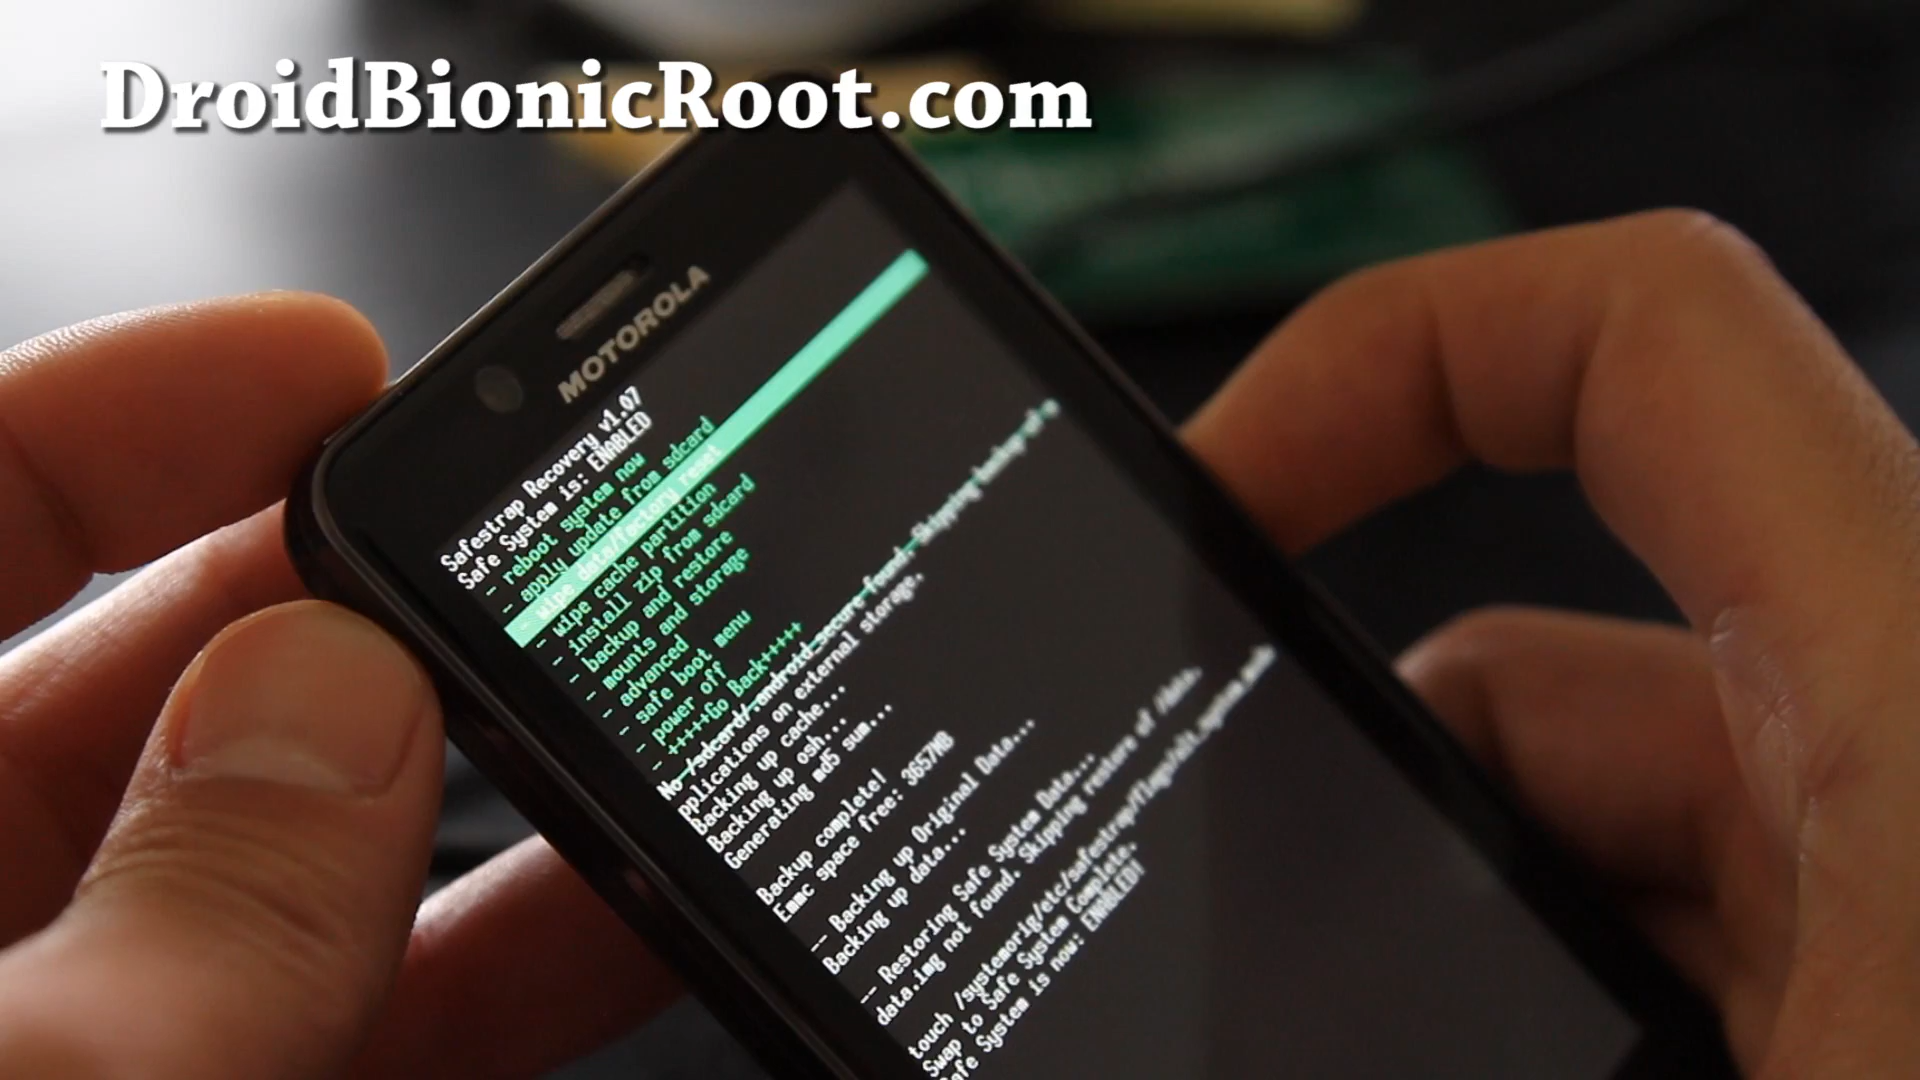 DroidBionicRoot.com
MOTOROLA
Safestrap Recovery v1.07
Safe System is: ENABLED
- reboot system now
- apply update from sdcard
- wipe data/factory reset
- wipe cache partition
- install zip from sdcard
- backup and restore
- mounts and storage
- advanced
- safe boot menu
- power off
- ++++Go Back++++
No /sdcard/.android_secure found. Skipping backup of a
pplications on external storage.
Backing up cache...
Backing up osh...
Generating md5 sum...
Backup complete!
Emmc space free: 3657MB
-- Backing up Original Data...
Backing up data...
-- Restoring Safe System Data...
data.img not found. Skipping restore of /data.
touch /systemorig/etc/safestrap/flags/alt_system_mode
Swap to Safe System Complete.
Safe System is now: ENABLED!